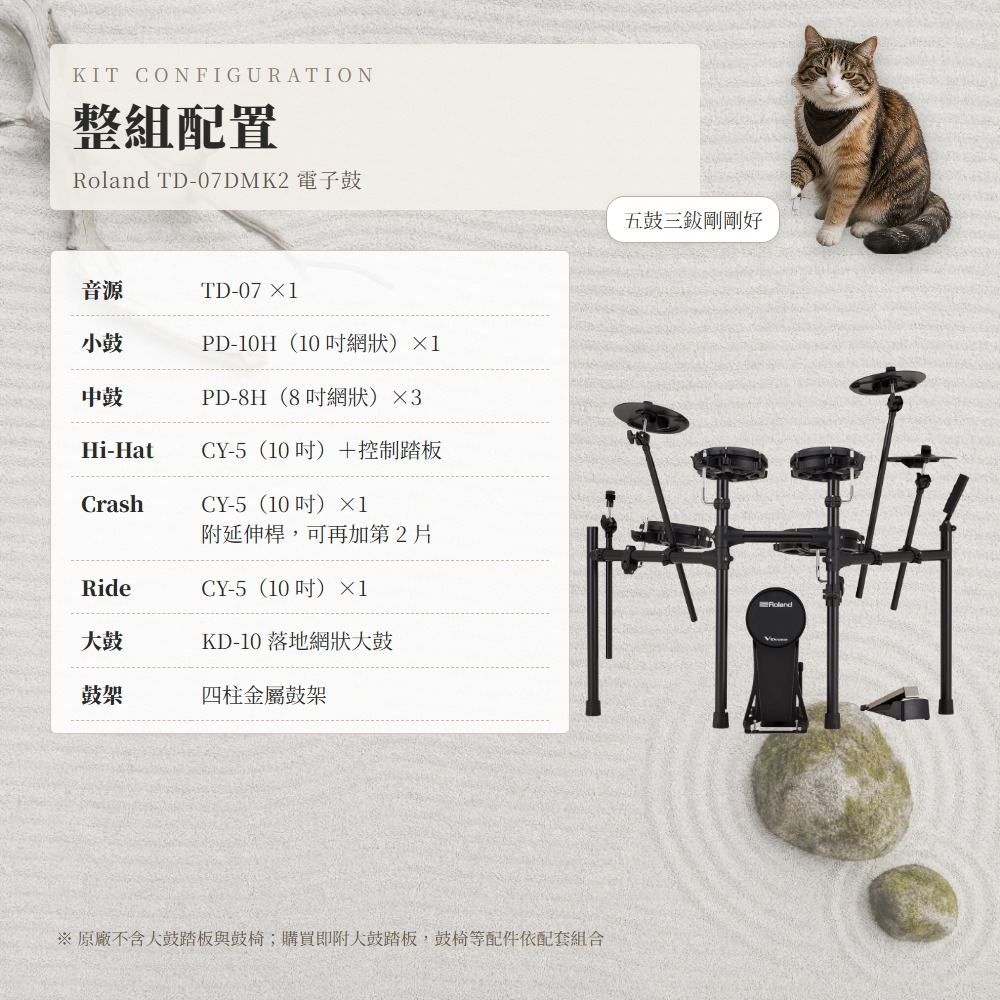 KIT CONFIGURATION
整組配置
Roland TD-07DMK2 電子鼓
五鼓三鈸剛剛好
音源 TD-07 ×1
小鼓 PD-10H（10 吋網狀）×1
中鼓 PD-8H（8 吋網狀）×3
Hi-Hat CY-5（10 吋）＋控制踏板
Crash CY-5（10 吋）×1
附延伸桿，可再加第 2 片
Ride CY-5（10 吋）×1
大鼓 KD-10 落地網狀大鼓
鼓架 四柱金屬鼓架
Roland
V-Drums
※ 原廠不含大鼓踏板與鼓椅；購買即附大鼓踏板，鼓椅等配件依配套組合